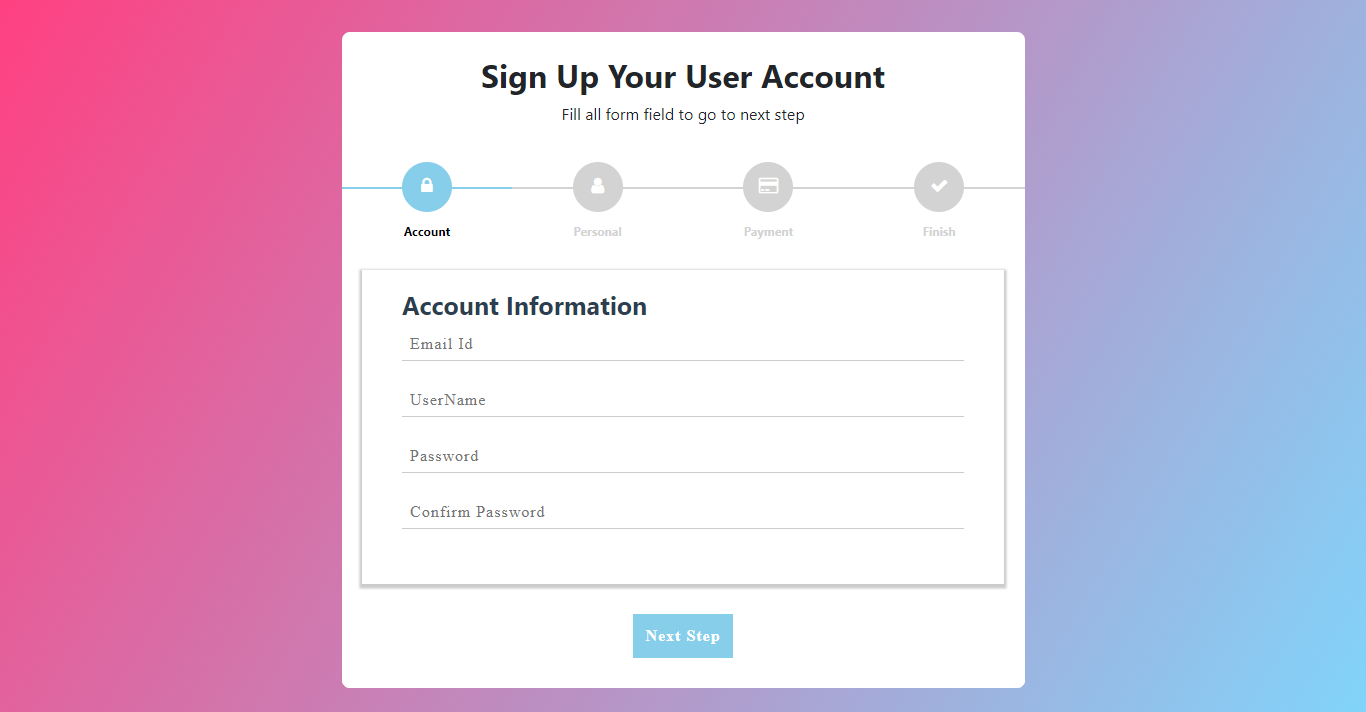 Sign Up Your User Account
Fill all form field to go to next step
Account Personal Payment Finish
Account Information
Email Id
UserName
Password
Confirm Password
Next Step